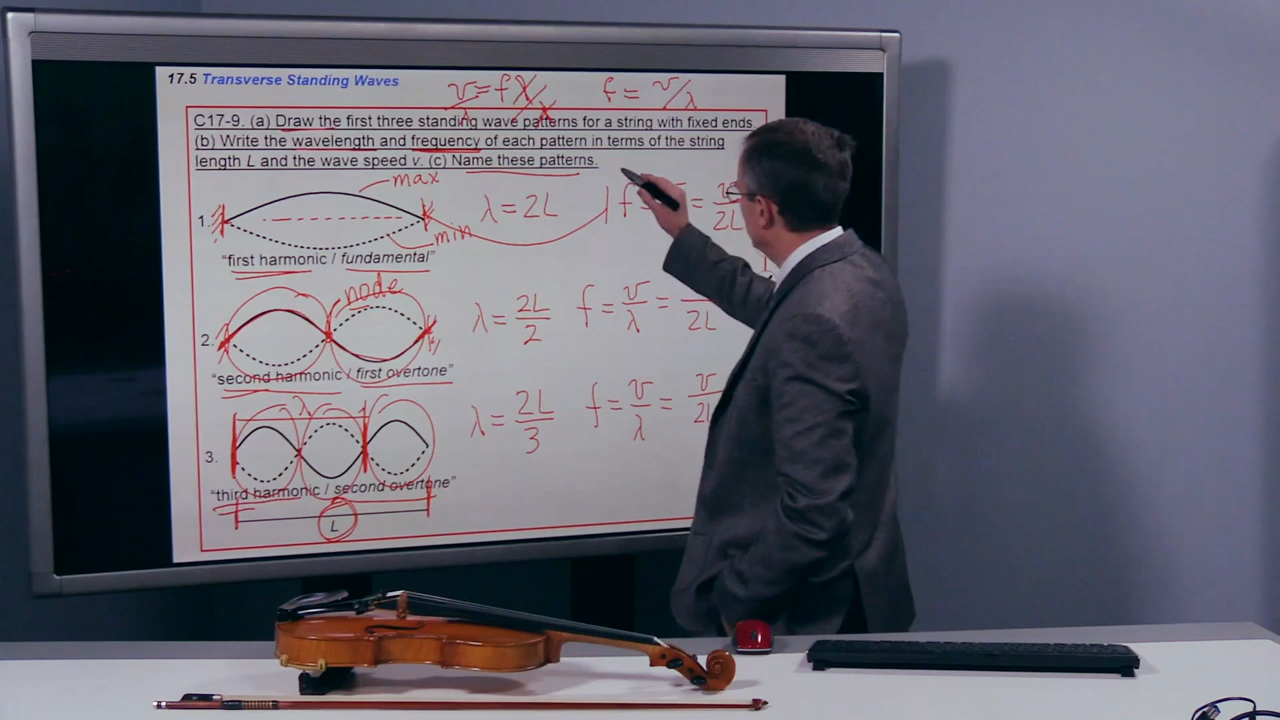 17.5 Transverse Standing Waves
v = fλ/λ f = v/λ
λ
C17-9. (a) Draw the first three standing wave patterns for a string with fixed ends.
(b) Write the wavelength and frequency of each pattern in terms of the string
length L and the wave speed v. (c) Name these patterns.
max
1. λ = 2L f = = v/2L
min
"first harmonic / fundamental"
node
2. λ = 2L/2 f = v/λ = /2L
"second harmonic / first overtone"
λ
3. λ = 2L/3 f = v/λ = v/2L
"third harmonic / second overtone"
L